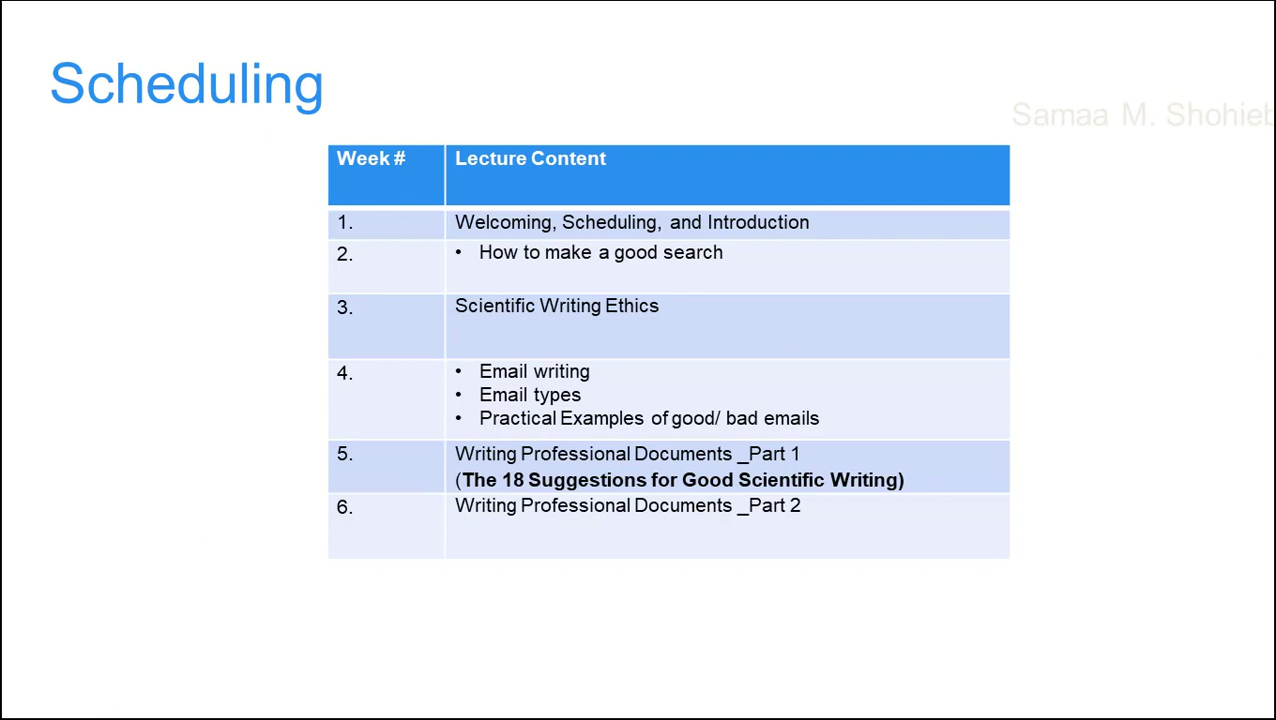 Scheduling
Samaa M. Shohieb
Week # Lecture Content
1. Welcoming, Scheduling, and Introduction
2. • How to make a good search
3. Scientific Writing Ethics
4. • Email writing
• Email types
• Practical Examples of good/ bad emails
5. Writing Professional Documents _Part 1
(The 18 Suggestions for Good Scientific Writing)
6. Writing Professional Documents _Part 2